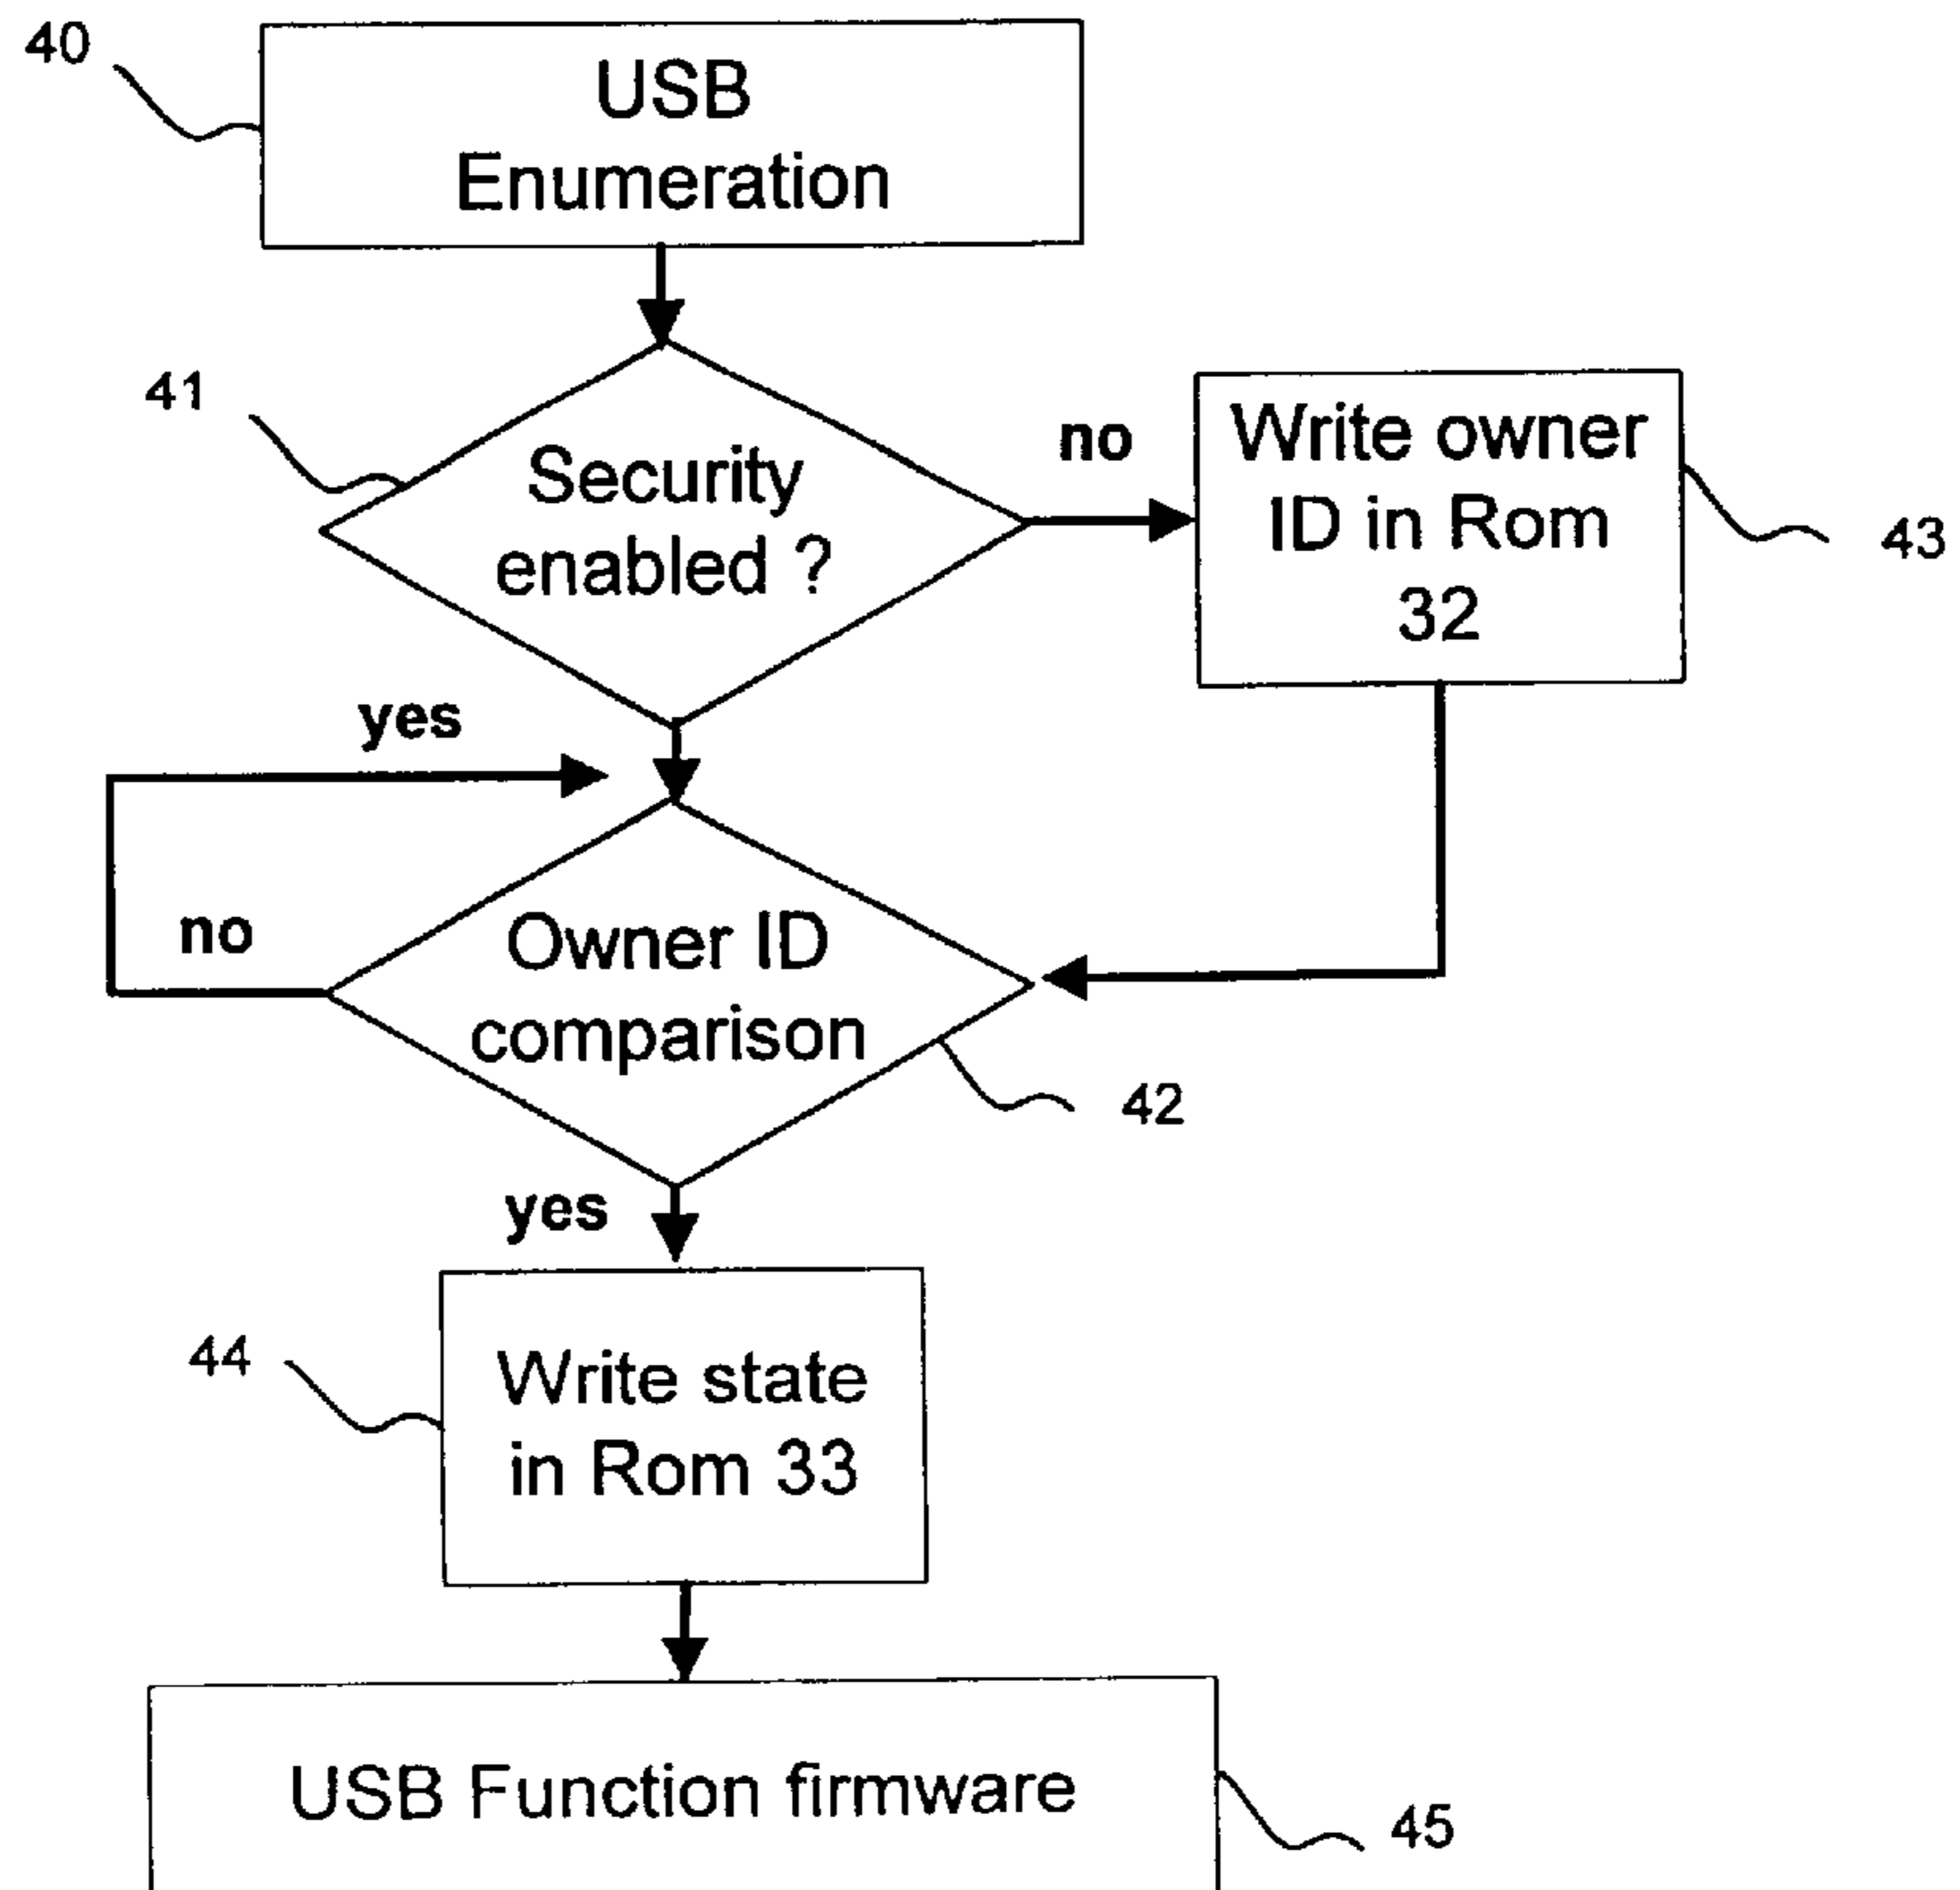 40
USB
Enumeration
41
Security
enabled ?
no
Write owner
ID in Rom
32
43
yes
no
Owner ID
comparison
42
yes
44
Write state
in Rom 33
USB Function firmware
45